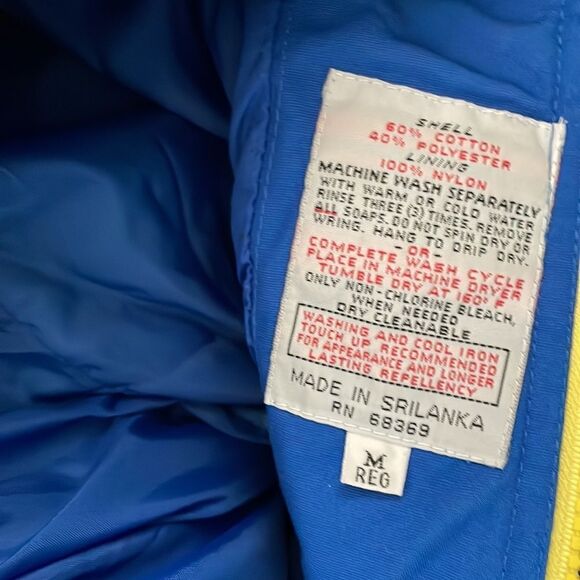 SHELL
60% COTTON
40% POLYESTER
LINING
100% NYLON
MACHINE WASH SEPARATELY
WITH WARM OR COLD WATER
RINSE THREE (3) TIMES. REMOVE
ALL SOAPS. DO NOT SPIN DRY OR
WRING. HANG TO DRIP DRY.
-OR-
COMPLETE WASH CYCLE
PLACE IN MACHINE DRYER
TUMBLE DRY AT 160° F
ONLY NON-CHLORINE BLEACH,
WHEN NEEDED
DRY CLEANABLE
WASHING AND COOL IRON
TOUCH UP RECOMMENDED
FOR APPEARANCE AND LONGER
LASTING REPELLENCY
MADE IN SRILANKA
RN 68369
M
REG